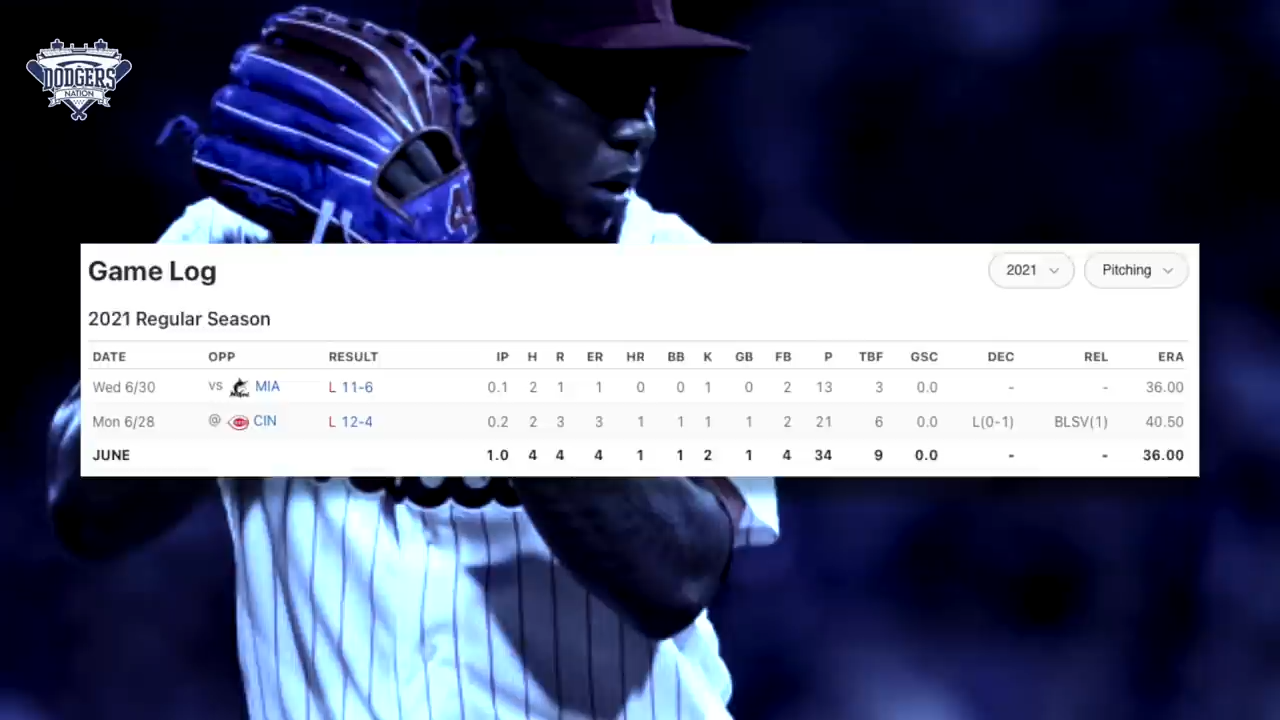 DODGERS
NATION
Game Log
2021
Pitching
2021 Regular Season
DATE OPP RESULT IP H R ER HR BB K GB FB P TBF GSC DEC REL ERA
Wed 6/30 VS MIA L 11-6 0.1 2 1 1 0 0 1 0 2 13 3 0.0 - - 36.00
Mon 6/28 @ CIN L 12-4 0.2 2 3 3 1 1 1 1 2 21 6 0.0 L(0-1) BLSV(1) 40.50
JUNE 1.0 4 4 4 1 1 2 1 4 34 9 0.0 - - 36.00